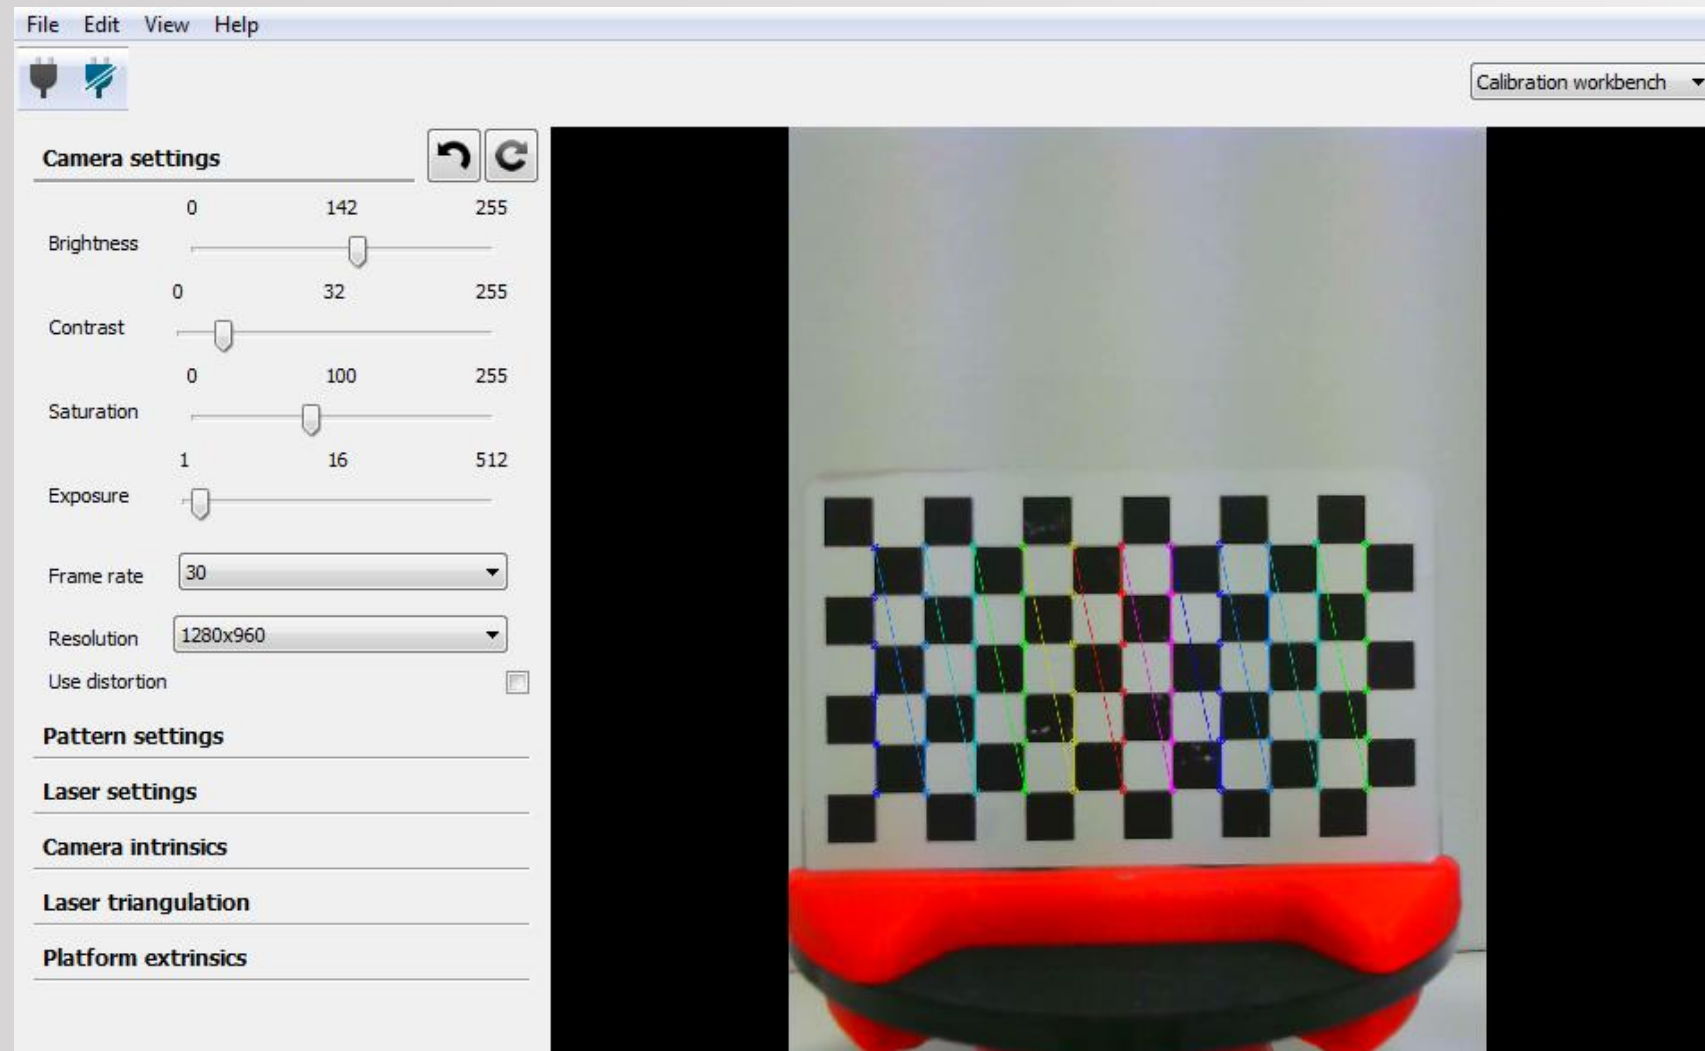 File Edit View Help
Calibration workbench
Camera settings
0 142 255
Brightness
0 32 255
Contrast
0 100 255
Saturation
1 16 512
Exposure
Frame rate 30
Resolution 1280x960
Use distortion
Pattern settings
Laser settings
Camera intrinsics
Laser triangulation
Platform extrinsics